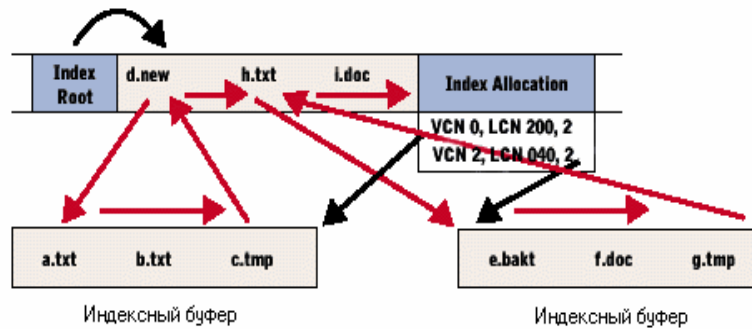 Index Root
d.new
h.txt
i.doc
Index Allocation
VCN 0, LCN 200, 2
VCN 2, LCN 040, 2
a.txt
b.txt
c.tmp
e.bakt
f.doc
g.tmp
Индексный буфер
Индексный буфер